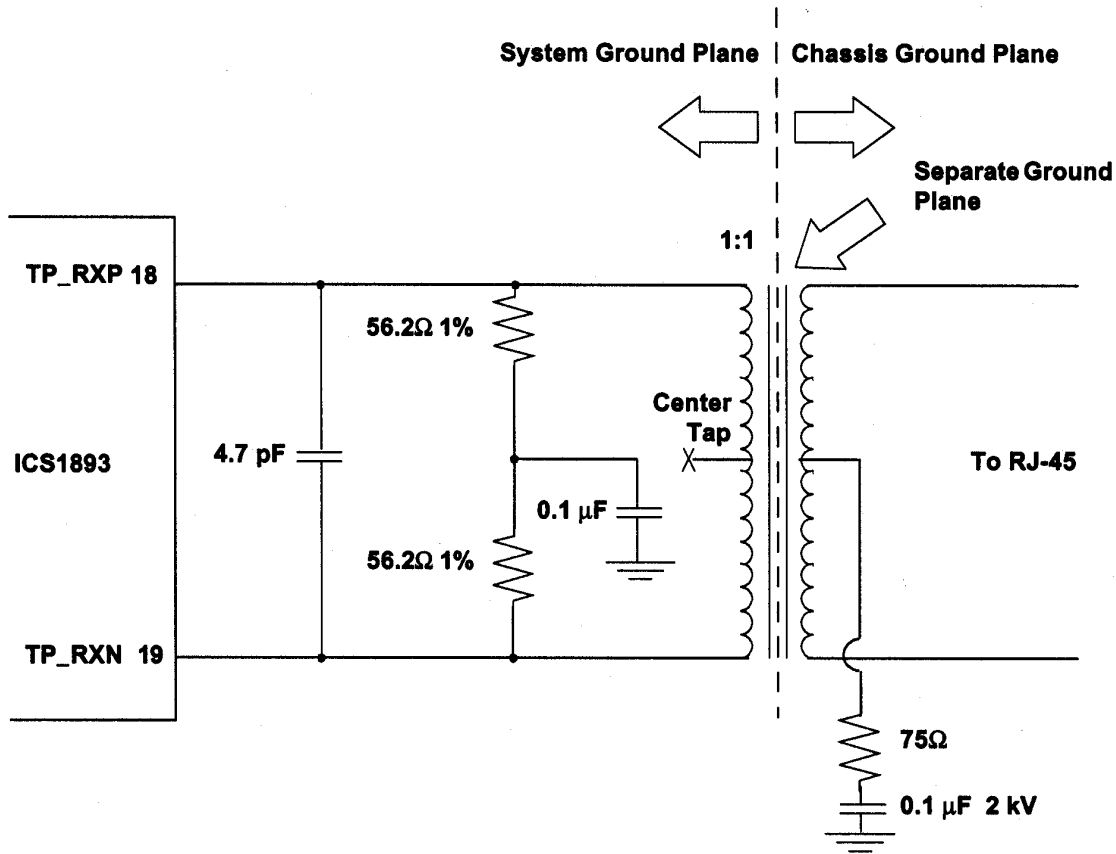 System Ground Plane
Chassis Ground Plane
Separate Ground
Plane
1:1
TP_RXP 18
56.2Ω 1%
Center
Tap
4.7 pF
ICS1893
To RJ-45
0.1 μF
56.2Ω 1%
TP_RXN 19
75Ω
0.1 μF 2 kV